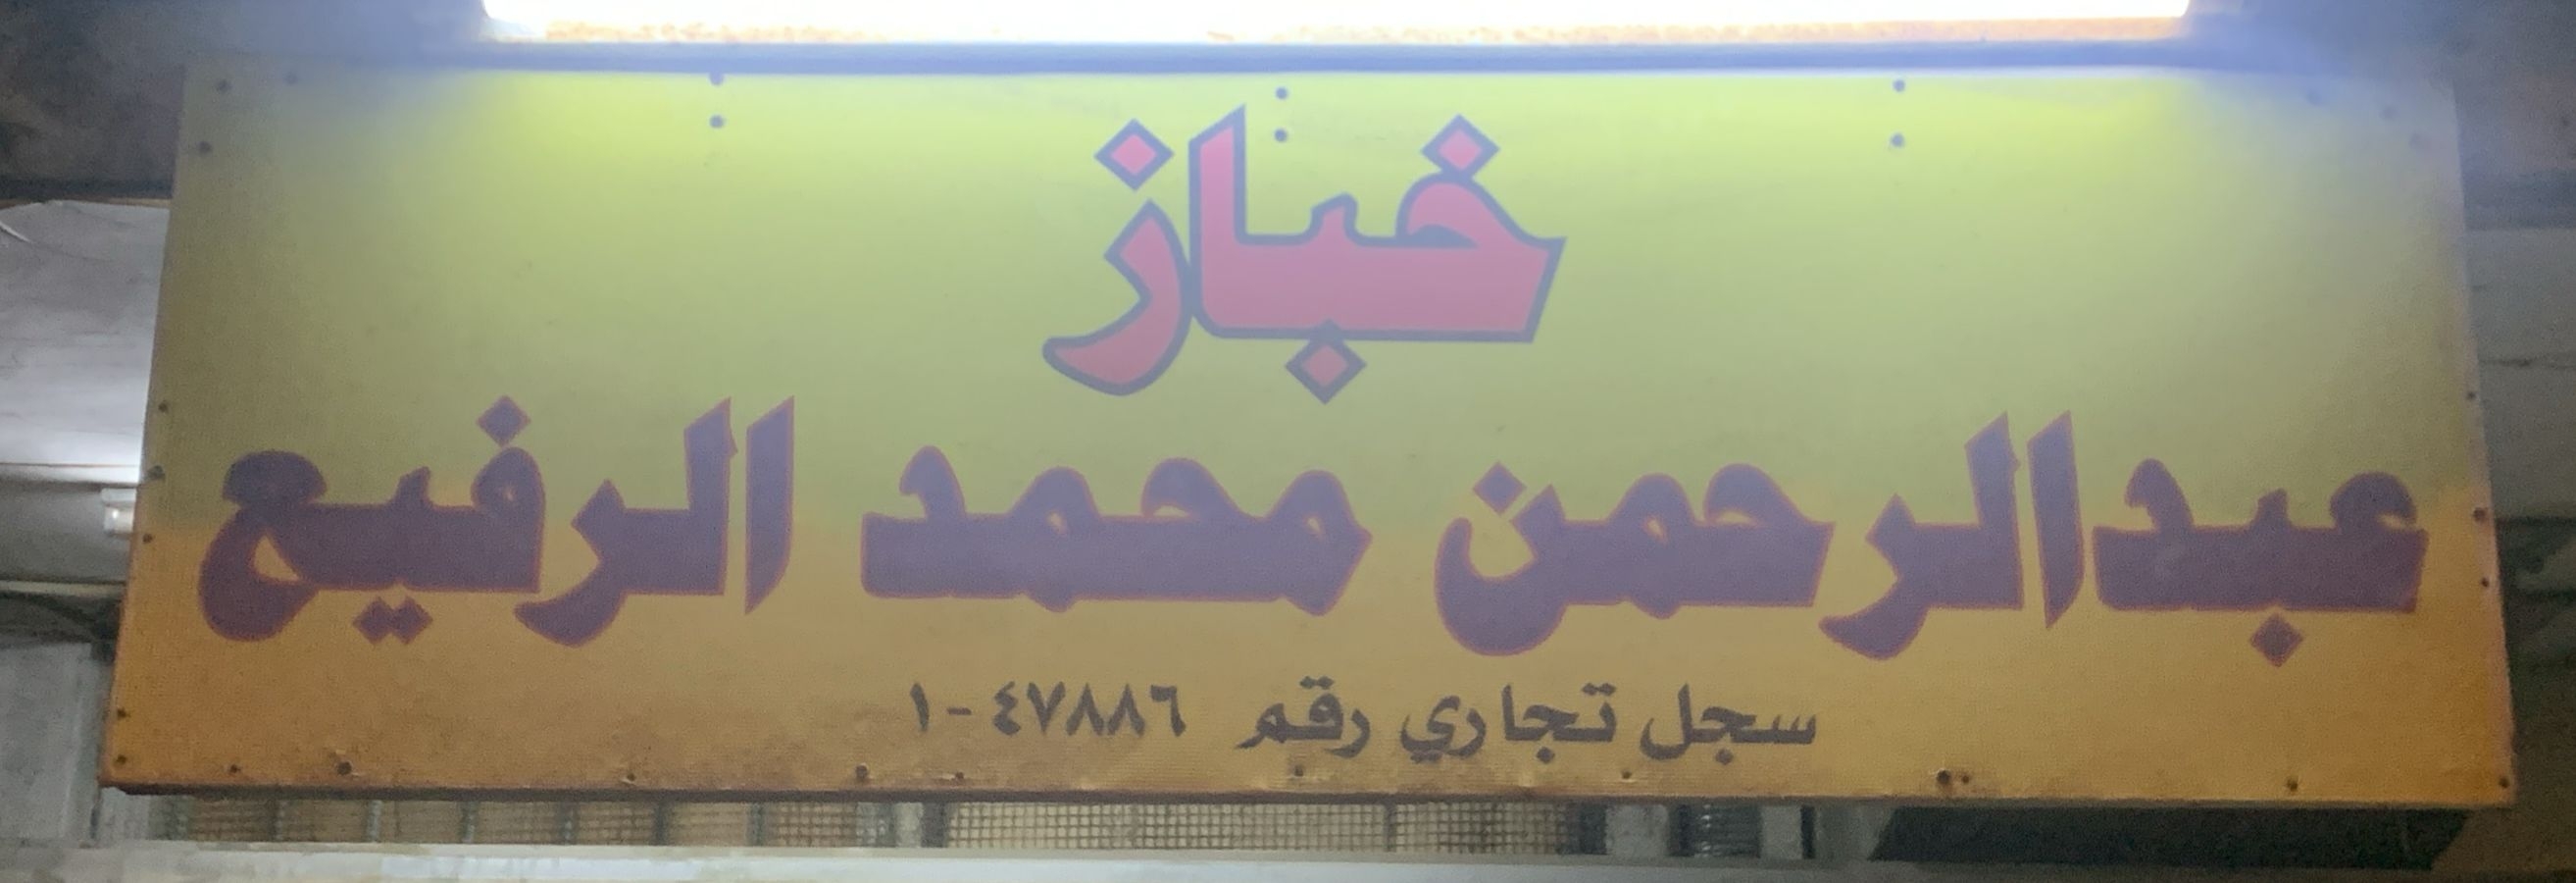 خباز
عبدالرحمن محمد الرفيع
سجل تجاري رقم ٤٧٨٨٦-١